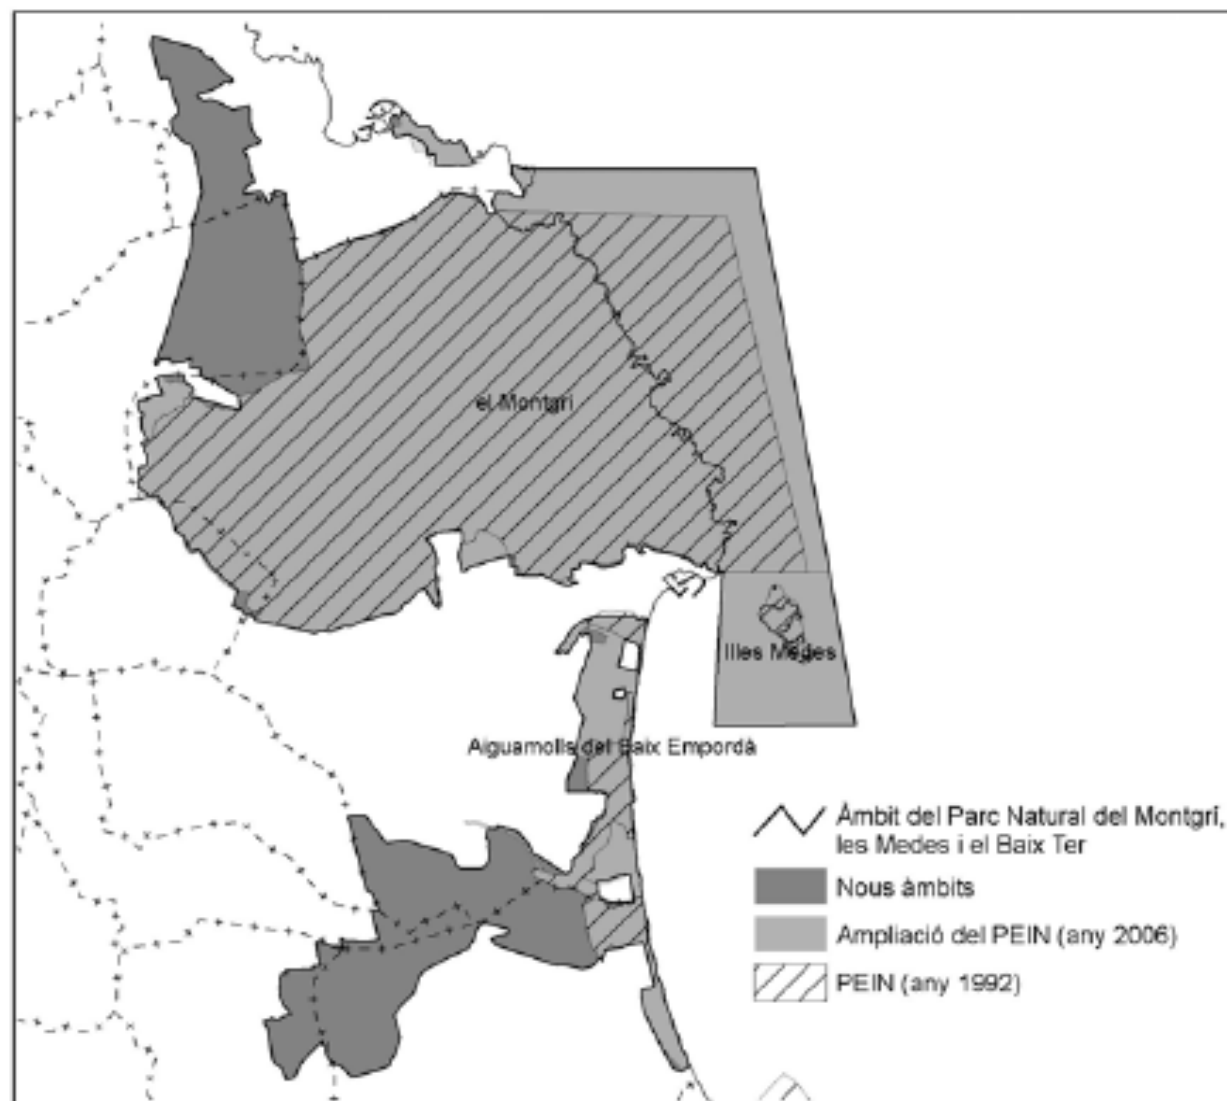 el Montgrí
Illes Medes
Aiguamolls del Baix Empordà
Àmbit del Parc Natural del Montgrí,
les Medes i el Baix Ter
Nous àmbits
Ampliació del PEIN (any 2006)
PEIN (any 1992)